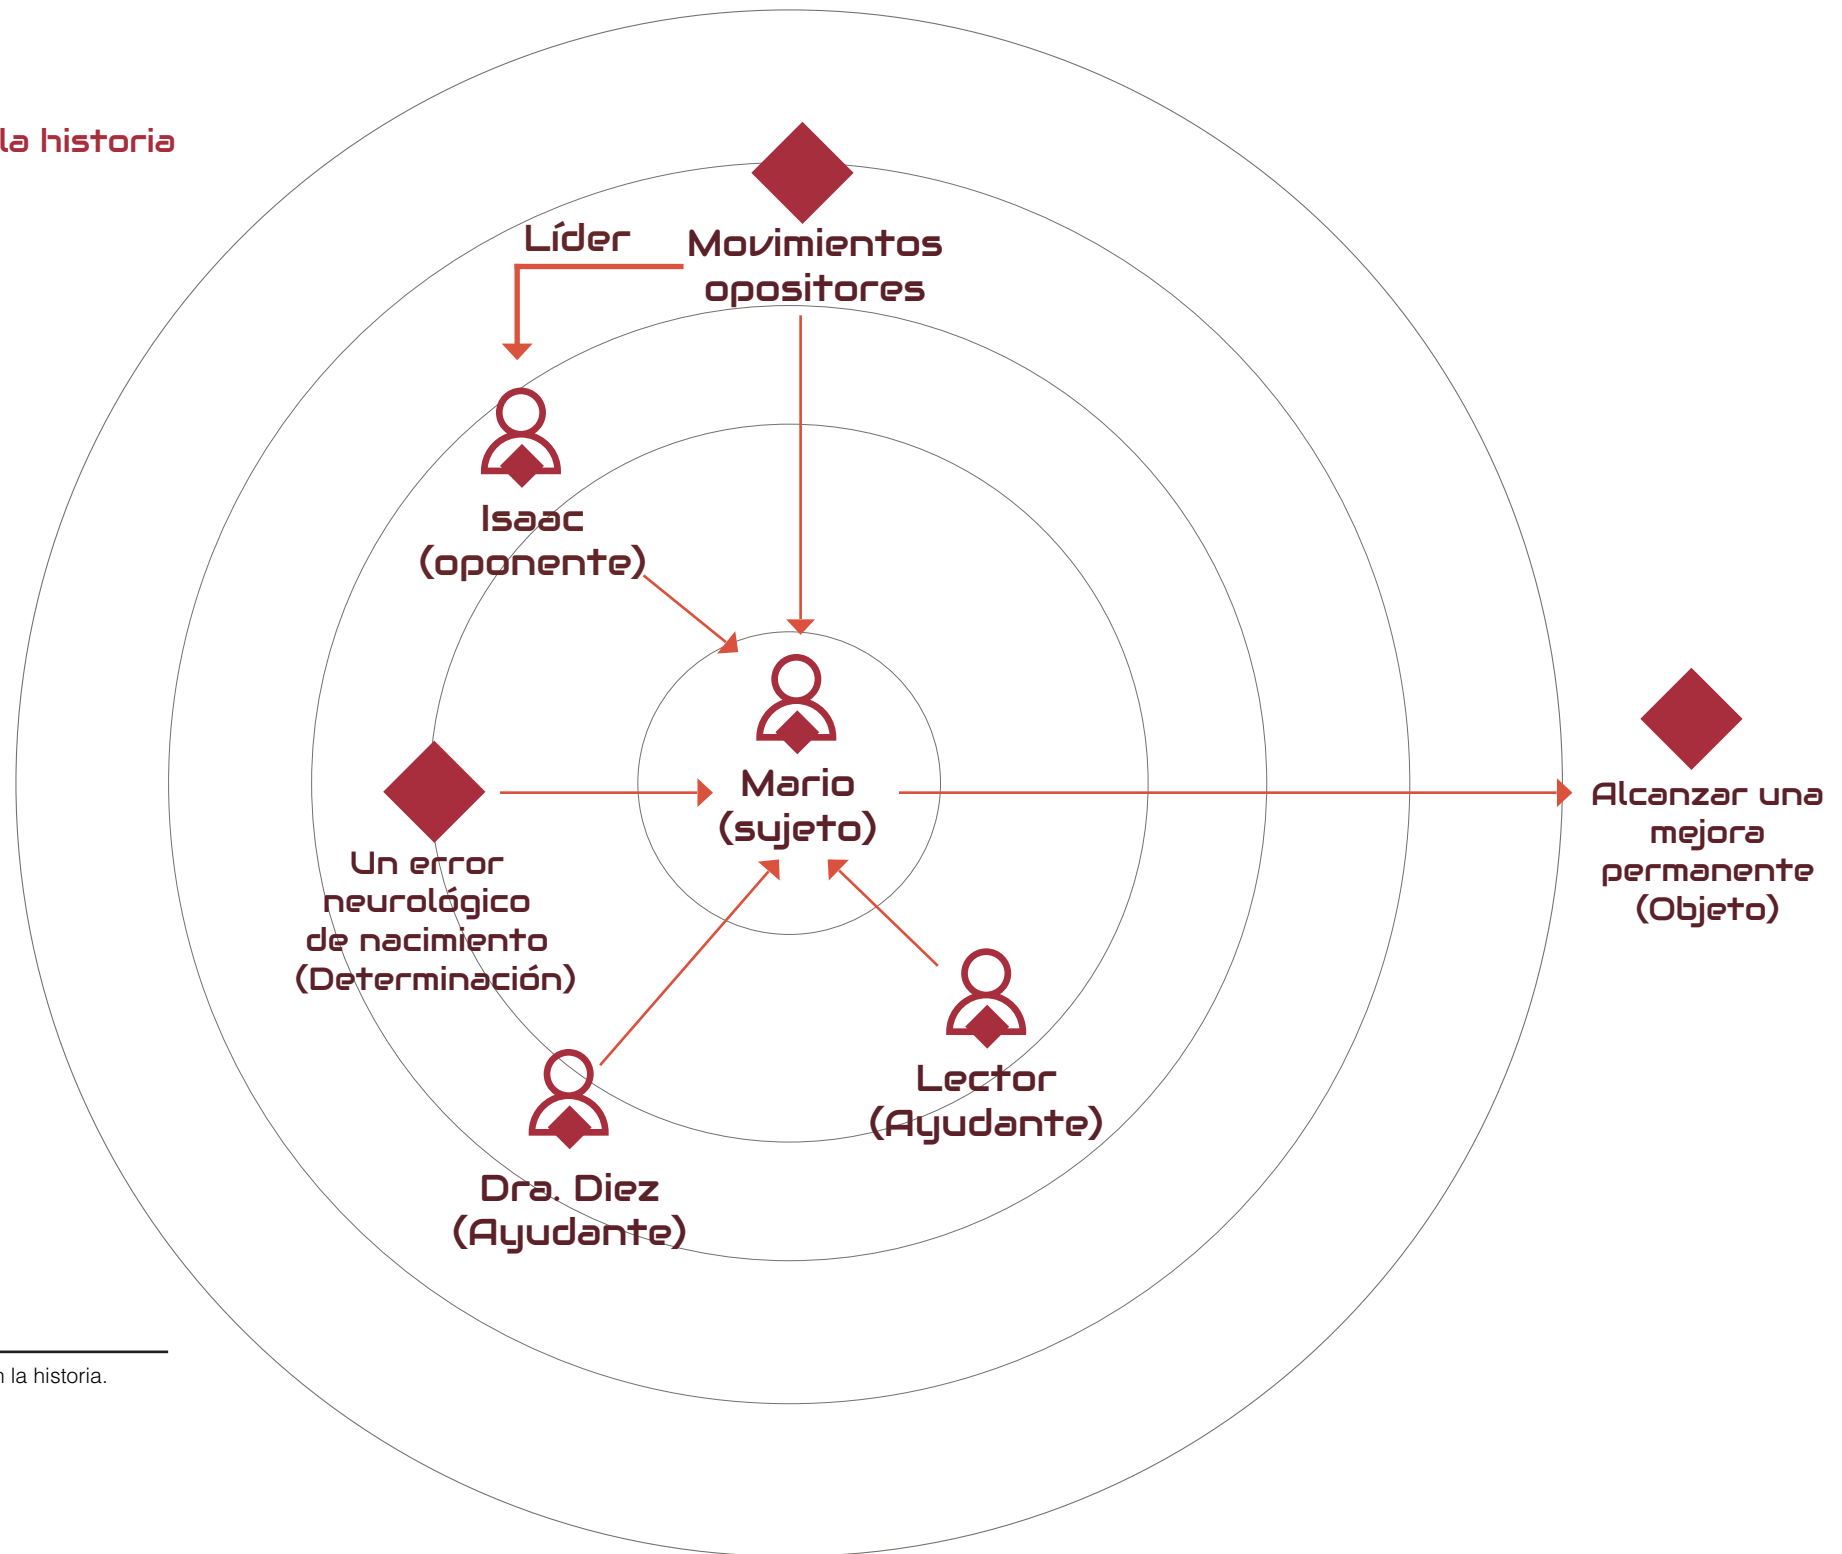 la historia
Líder
Movimientos
opositores
Isaac
(oponente)
Mario
(sujeto)
Alcanzar una
mejora
permanente
(Objeto)
Un error
neurológico
de nacimiento
(Determinación)
Lector
(Ayudante)
Dra. Diez
(Ayudante)
la historia.